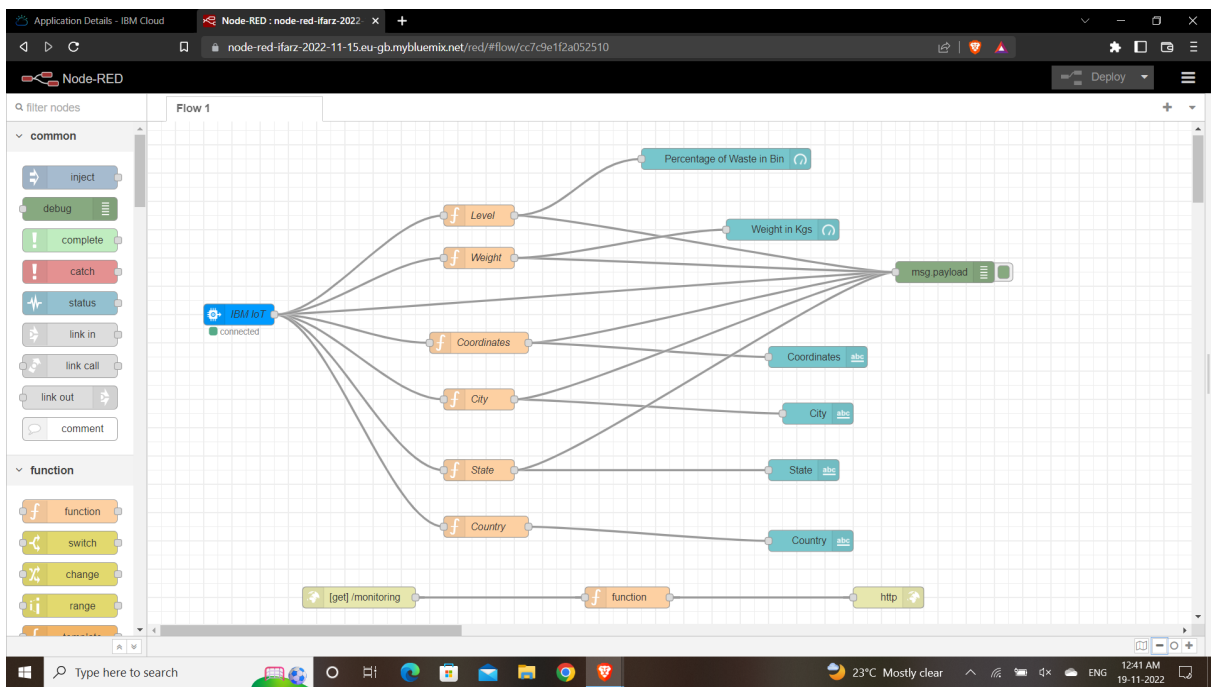 Application Details - IBM Cloud
Node-RED : node-red-ifarz-2022-
node-red-ifarz-2022-11-15.eu-gb.mybluemix.net/red/#flow/cc7c9e1f2a052510
Node-RED
Deploy
filter nodes
Flow 1
common
inject
debug
complete
catch
status
link in
link call
link out
comment
function
function
switch
change
range
Percentage of Waste in Bin
Level
Weight in Kgs
Weight
msg.payload
IBM IoT
connected
Coordinates
Coordinates
abc
City
City
abc
State
State
abc
Country
Country
abc
[get] /monitoring
function
http
Type here to search
23°C Mostly clear
ENG
12:41 AM
19-11-2022